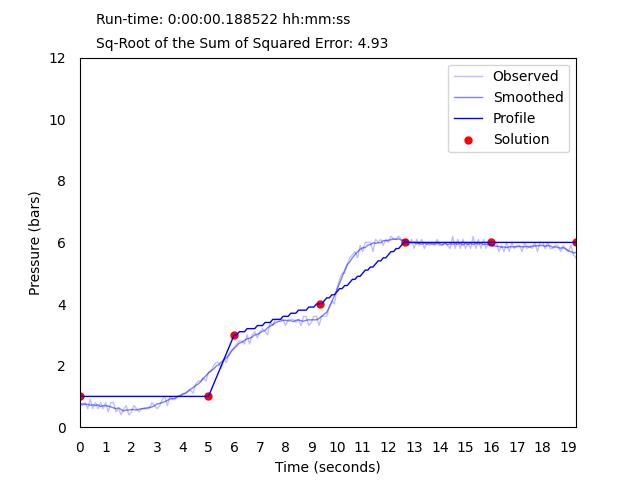 Run-time: 0:00:00.188522 hh:mm:ss
Sq-Root of the Sum of Squared Error: 4.93
12
10
8
6
4
2
0
Pressure (bars)
Observed
Smoothed
Profile
Solution
0 1 2 3 4 5 6 7 8 9 10 11 12 13 14 15 16 17 18 19
Time (seconds)